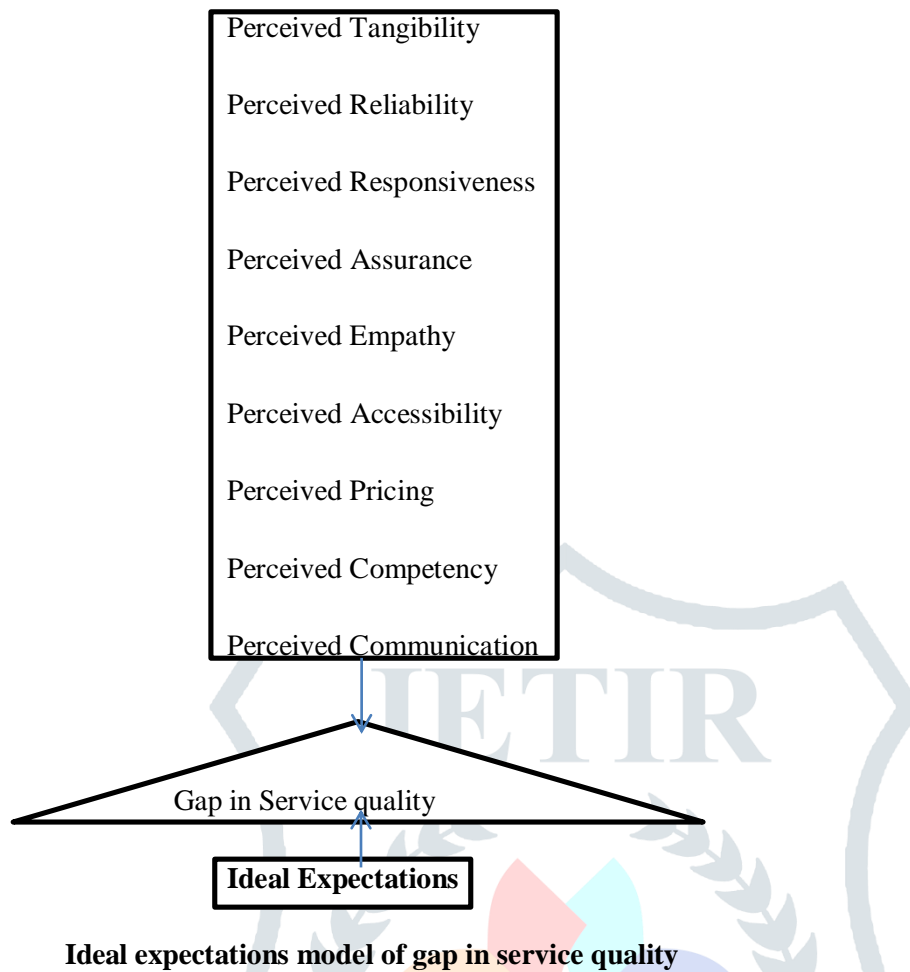 Perceived Tangibility
Perceived Reliability
Perceived Responsiveness
Perceived Assurance
Perceived Empathy
Perceived Accessibility
Perceived Pricing
Perceived Competency
Perceived Communication
JETIR
Gap in Service quality
Ideal Expectations
Ideal expectations model of gap in service quality